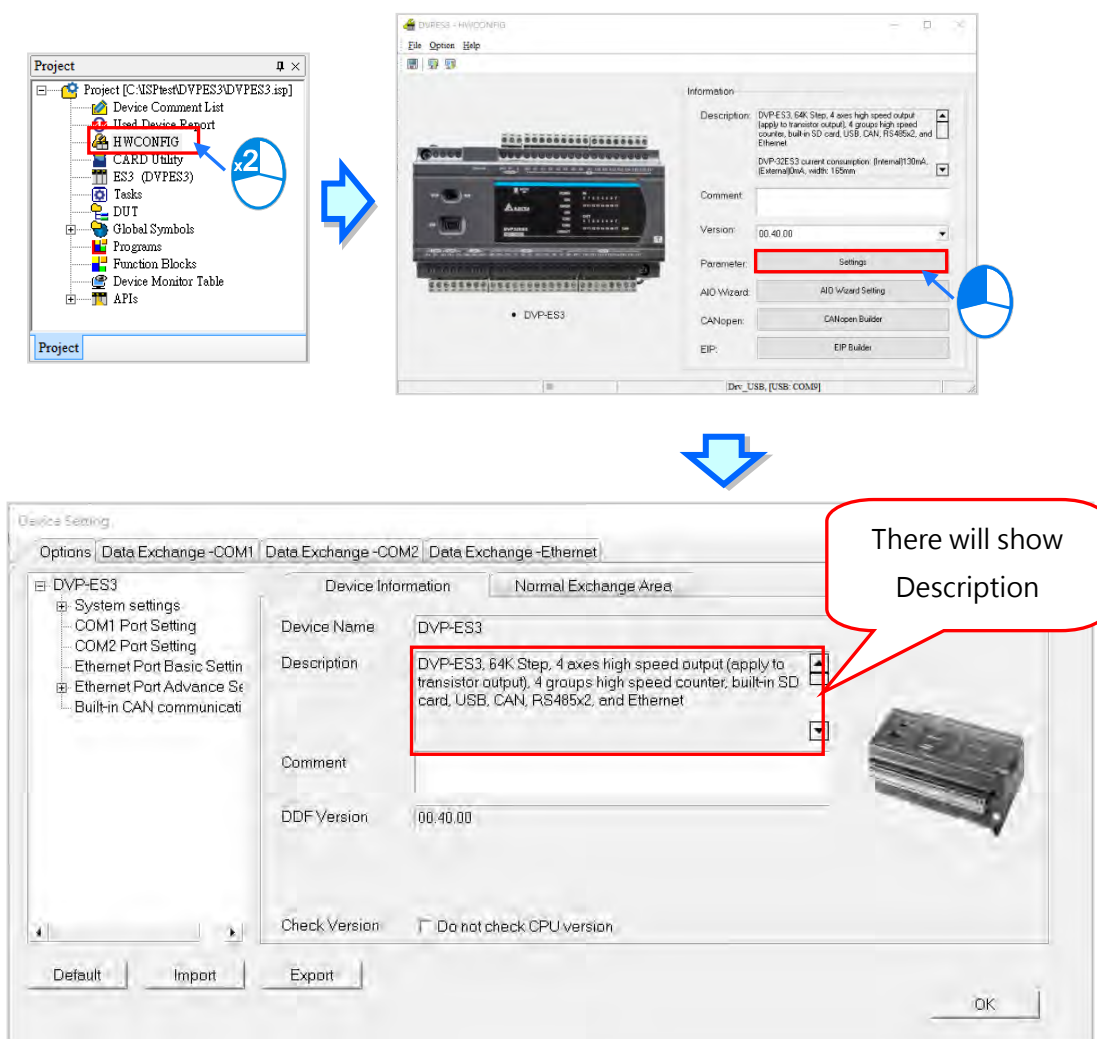 Project
Project [C:\ISPtest\DVPES3\DVPES3.isp]
Device Comment List
Used Device Report
HWCONFIG
CARD Utility
ES3 (DVPES3)
Tasks
DUT
Global Symbols
Programs
Function Blocks
Device Monitor Table
APIs
Project
x2
DVPES3 - HWCONFIG
File Option Help
Information
Description:
DVP-ES3, 64K Step, 4 axes high speed output
(apply to transistor output), 4 groups high speed
counter, built-in SD card, USB, CAN, RS485x2, and
Ethernet
DVP-32ES3 current consumption: (Internal)130mA,
(External)0mA, width: 165mm
Comment:
Version: 00.40.00
Parameter: Settings
AIO Wizard: AIO Wizard Setting
CANopen: CANopen Builder
EIP: EIP Builder
• DVP-ES3
Drv_USB, [USB: COM9]
Device Setting
Options Data Exchange -COM1 Data Exchange -COM2 Data Exchange -Ethernet
There will show
Description
DVP-ES3
System settings
COM1 Port Setting
COM2 Port Setting
Ethernet Port Basic Settin
Ethernet Port Advance Se
Built-in CAN communicati
Device Information Normal Exchange Area
Device Name DVP-ES3
Description
DVP-ES3, 64K Step, 4 axes high speed output (apply to
transistor output), 4 groups high speed counter, built-in SD
card, USB, CAN, RS485x2, and Ethernet
Comment
DDF Version 00.40.00
Check Version Do not check CPU version
Default Import Export
OK